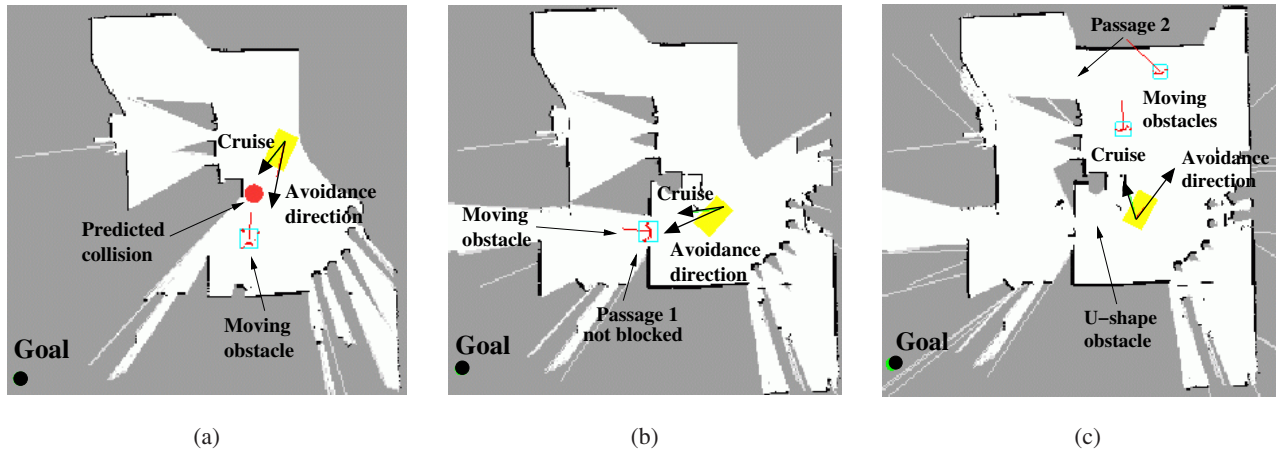 Cruise
Avoidance
direction
Predicted
collision
Moving
obstacle
Goal
(a)
Cruise
Moving
obstacle
Avoidance
direction
Passage 1
not blocked
Goal
(b)
Passage 2
Moving
obstacles
Cruise
Avoidance
direction
U−shape
obstacle
Goal
(c)